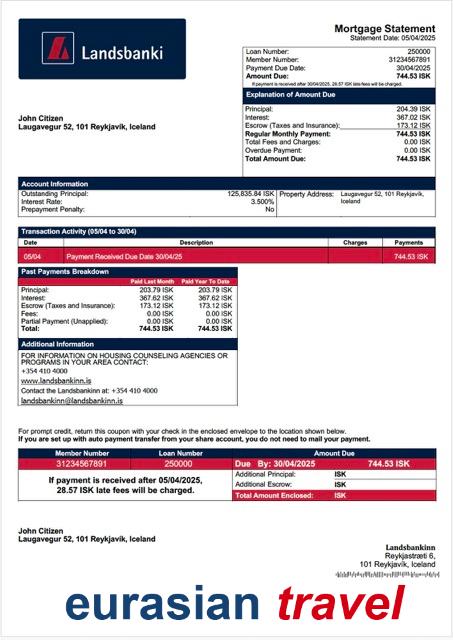 Landsbanki
Mortgage Statement
Statement Date: 05/04/2025
Loan Number: 250000
Member Number: 31234567891
Payment Due Date: 30/04/2025
Amount Due: 744.53 ISK
If payment is received after 30/04/2025, 28.57 ISK late fees will be charged.
Explanation of Amount Due
Principal: 204.39 ISK
Interest: 367.02 ISK
Escrow (Taxes and Insurance): 173.12 ISK
Regular Monthly Payment: 744.53 ISK
Total Fees and Charges: 0.00 ISK
Overdue Payment: 0.00 ISK
Total Amount Due: 744.53 ISK
John Citizen
Laugavegur 52, 101 Reykjavík, Iceland
Account Information
Outstanding Principal: 125,835.84 ISK
Interest Rate: 3.500%
Prepayment Penalty: No
Property Address: Laugavegur 52, 101 Reykjavík,
Iceland
Transaction Activity (05/04 to 30/04)
Date Description Charges Payments
05/04 Payment Received Due Date 30/04/25 744.53 ISK
Past Payments Breakdown
Paid Last Month Paid Year To Date
Principal: 203.79 ISK 203.79 ISK
Interest: 367.62 ISK 367.62 ISK
Escrow (Taxes and Insurance): 173.12 ISK 173.12 ISK
Fees: 0.00 ISK 0.00 ISK
Partial Payment (Unapplied): 0.00 ISK 0.00 ISK
Total: 744.53 ISK 744.53 ISK
Additional Information
FOR INFORMATION ON HOUSING COUNSELING AGENCIES OR
PROGRAMS IN YOUR AREA CONTACT:
+354 410 4000
www.landsbankinn.is
Contact the Landsbankinn at: +354 410 4000
landsbankinn@landsbankinn.is
For prompt credit, return this coupon with your check in the enclosed envelope to the location shown below.
If you are set up with auto payment transfer from your share account, you do not need to mail your payment.
Member Number Loan Number Amount Due
31234567891 250000 Due By: 30/04/2025 744.53 ISK
If payment is received after 05/04/2025,
28.57 ISK late fees will be charged.
Additional Principal: ISK
Additional Escrow: ISK
Total Amount Enclosed: ISK
John Citizen
Laugavegur 52, 101 Reykjavík, Iceland
Landsbankinn
Reykjastræti 6,
101 Reykjavík, Iceland
eurasian travel